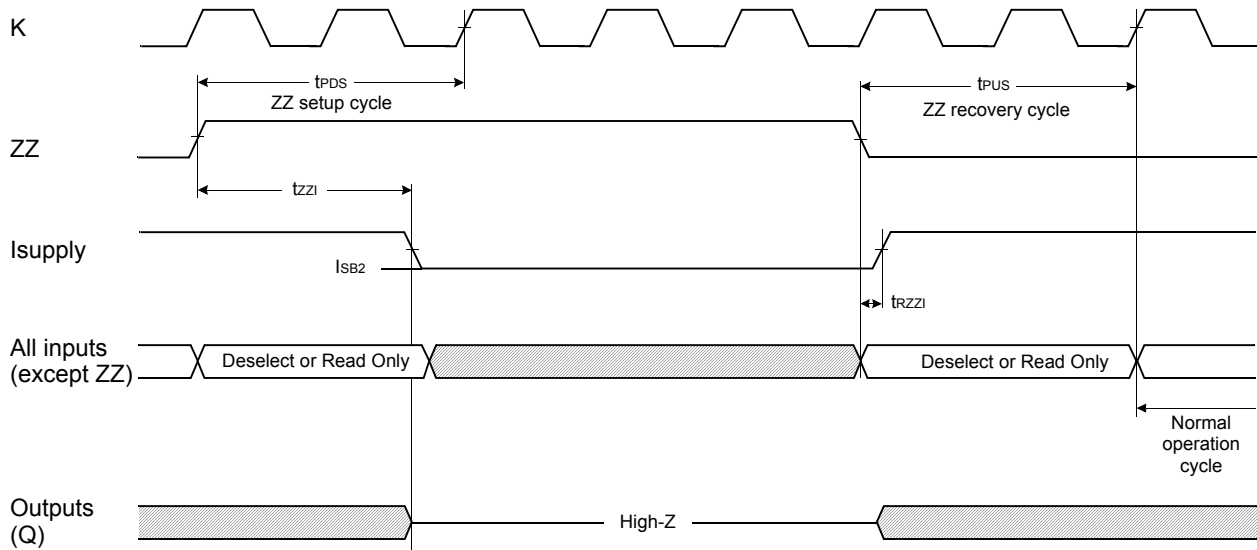 K
tPDS
ZZ setup cycle
tPUS
ZZ recovery cycle
ZZ
tZZI
Isupply
ISB2
tRZZI
All inputs
(except ZZ)
Deselect or Read Only
Deselect or Read Only
Normal
operation
cycle
Outputs
(Q)
High-Z